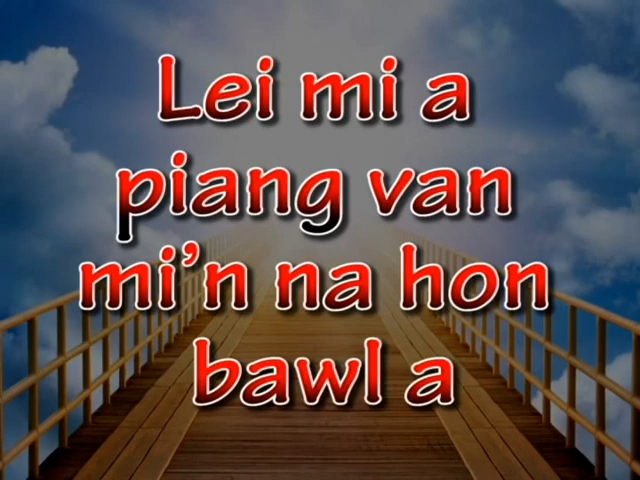 Lei mi a
piang van
mi’n na hon
bawl a